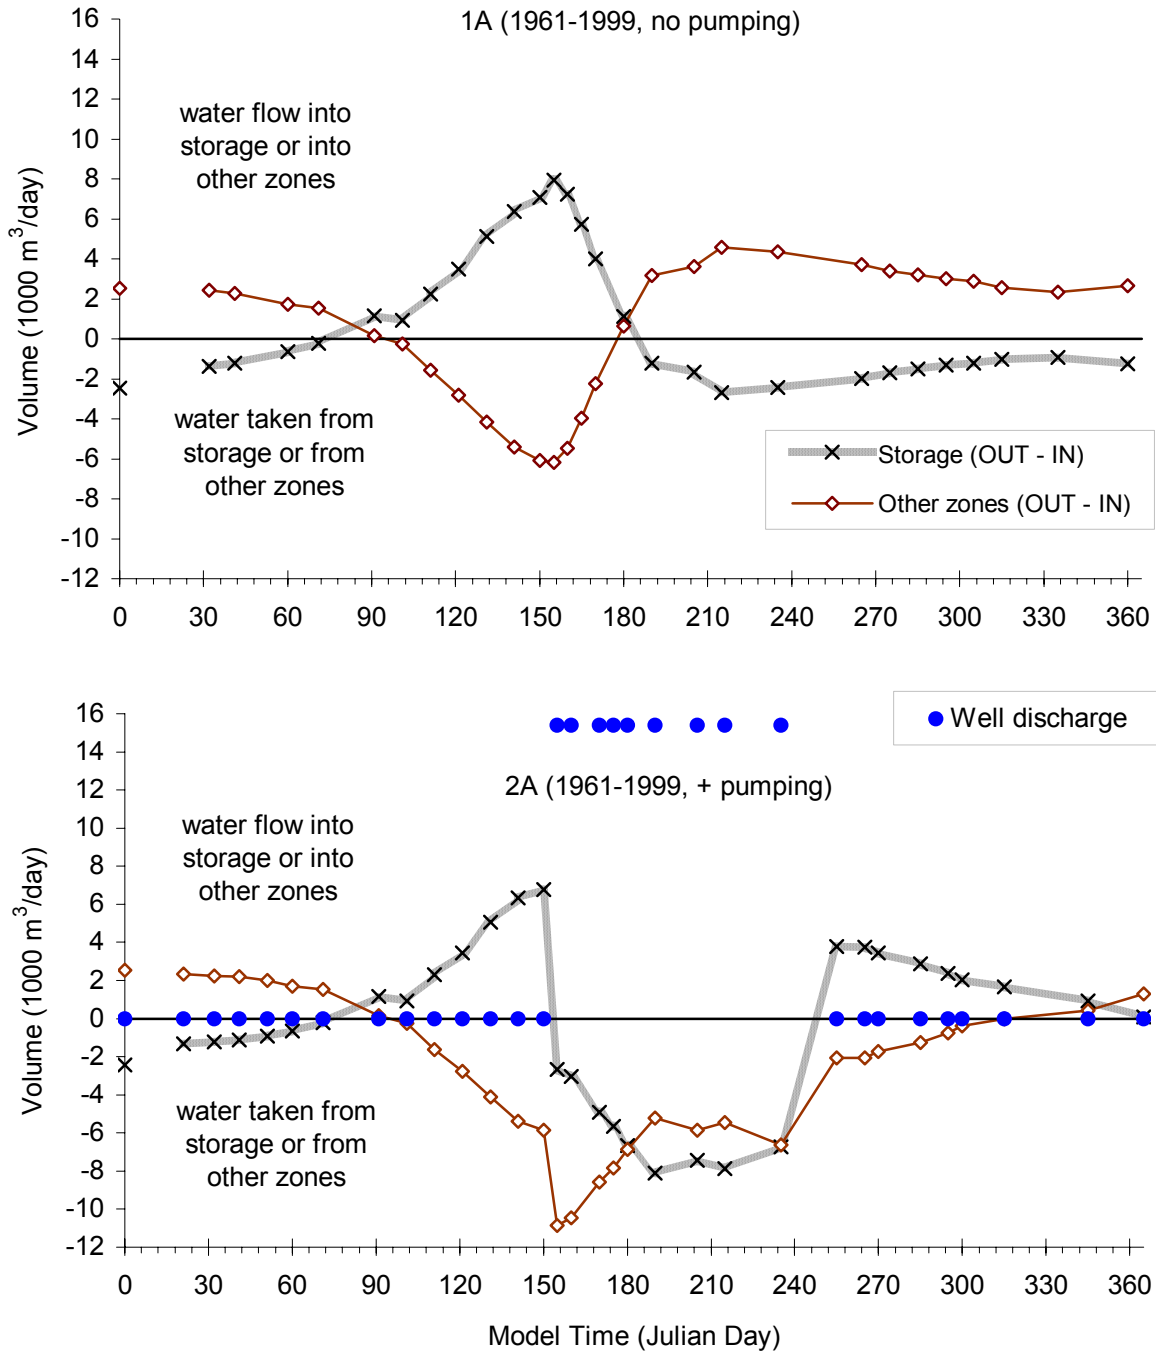 1A (1961-1999, no pumping)
16
14
12
10
8
6
4
2
0
-2
-4
-6
-8
-10
-12
Volume (1000 m³/day)
water flow into
storage or into
other zones
water taken from
storage or from
other zones
Storage (OUT - IN)
Other zones (OUT - IN)
0 30 60 90 120 150 180 210 240 270 300 330 360
Well discharge
2A (1961-1999, + pumping)
16
14
12
10
8
6
4
2
0
-2
-4
-6
-8
-10
-12
Volume (1000 m³/day)
water flow into
storage or into
other zones
water taken from
storage or from
other zones
0 30 60 90 120 150 180 210 240 270 300 330 360
Model Time (Julian Day)